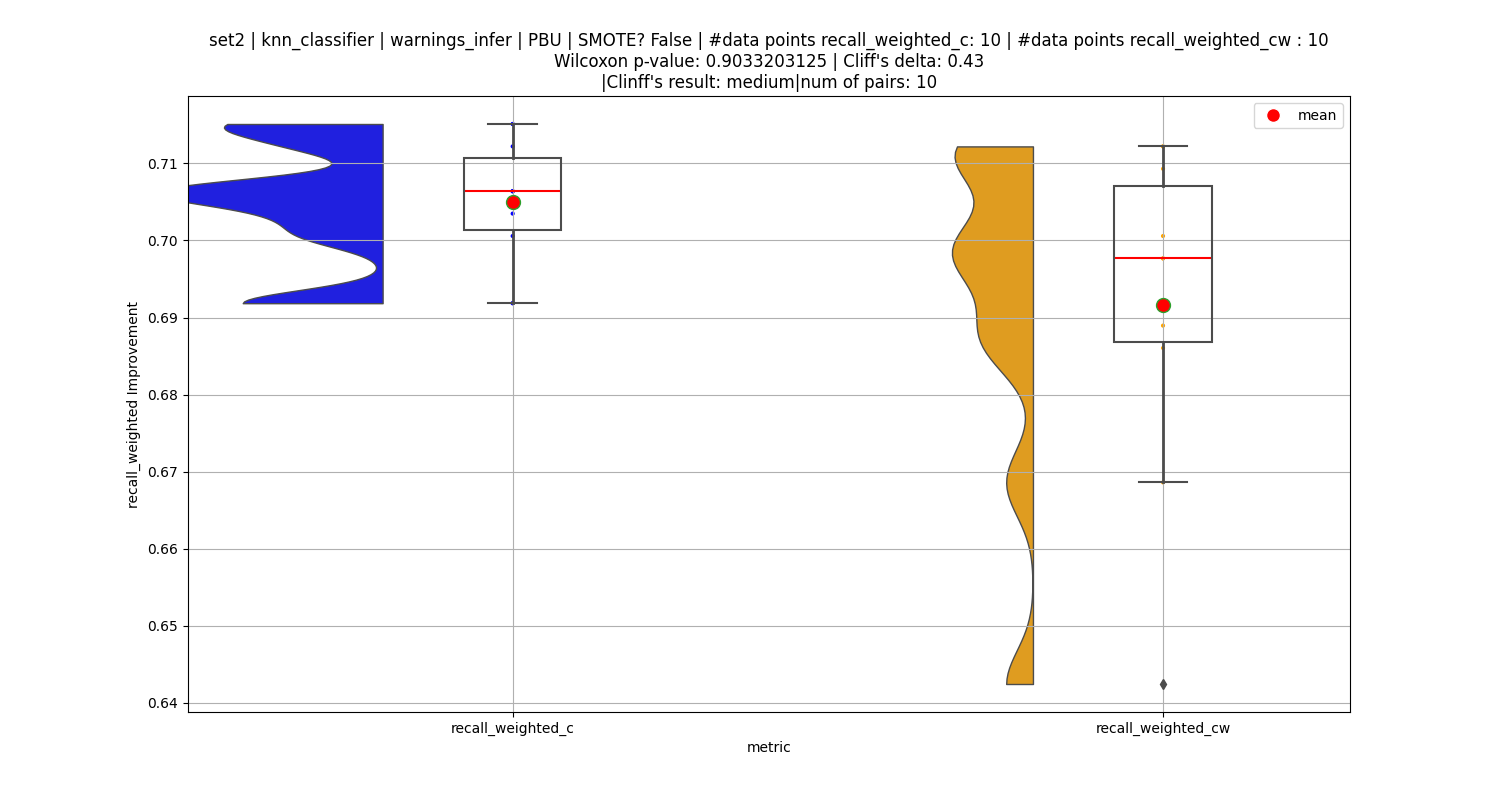 set2 | knn_classifier | warnings_infer | PBU | SMOTE? False | #data points recall_weighted_c: 10 | #data points recall_weighted_cw : 10
Wilcoxon p-value: 0.9033203125 | Cliff's delta: 0.43
|Clinff's result: medium|num of pairs: 10
mean
0.71
0.70
0.69
0.68
0.67
0.66
0.65
0.64
recall_weighted Improvement
recall_weighted_c
recall_weighted_cw
metric